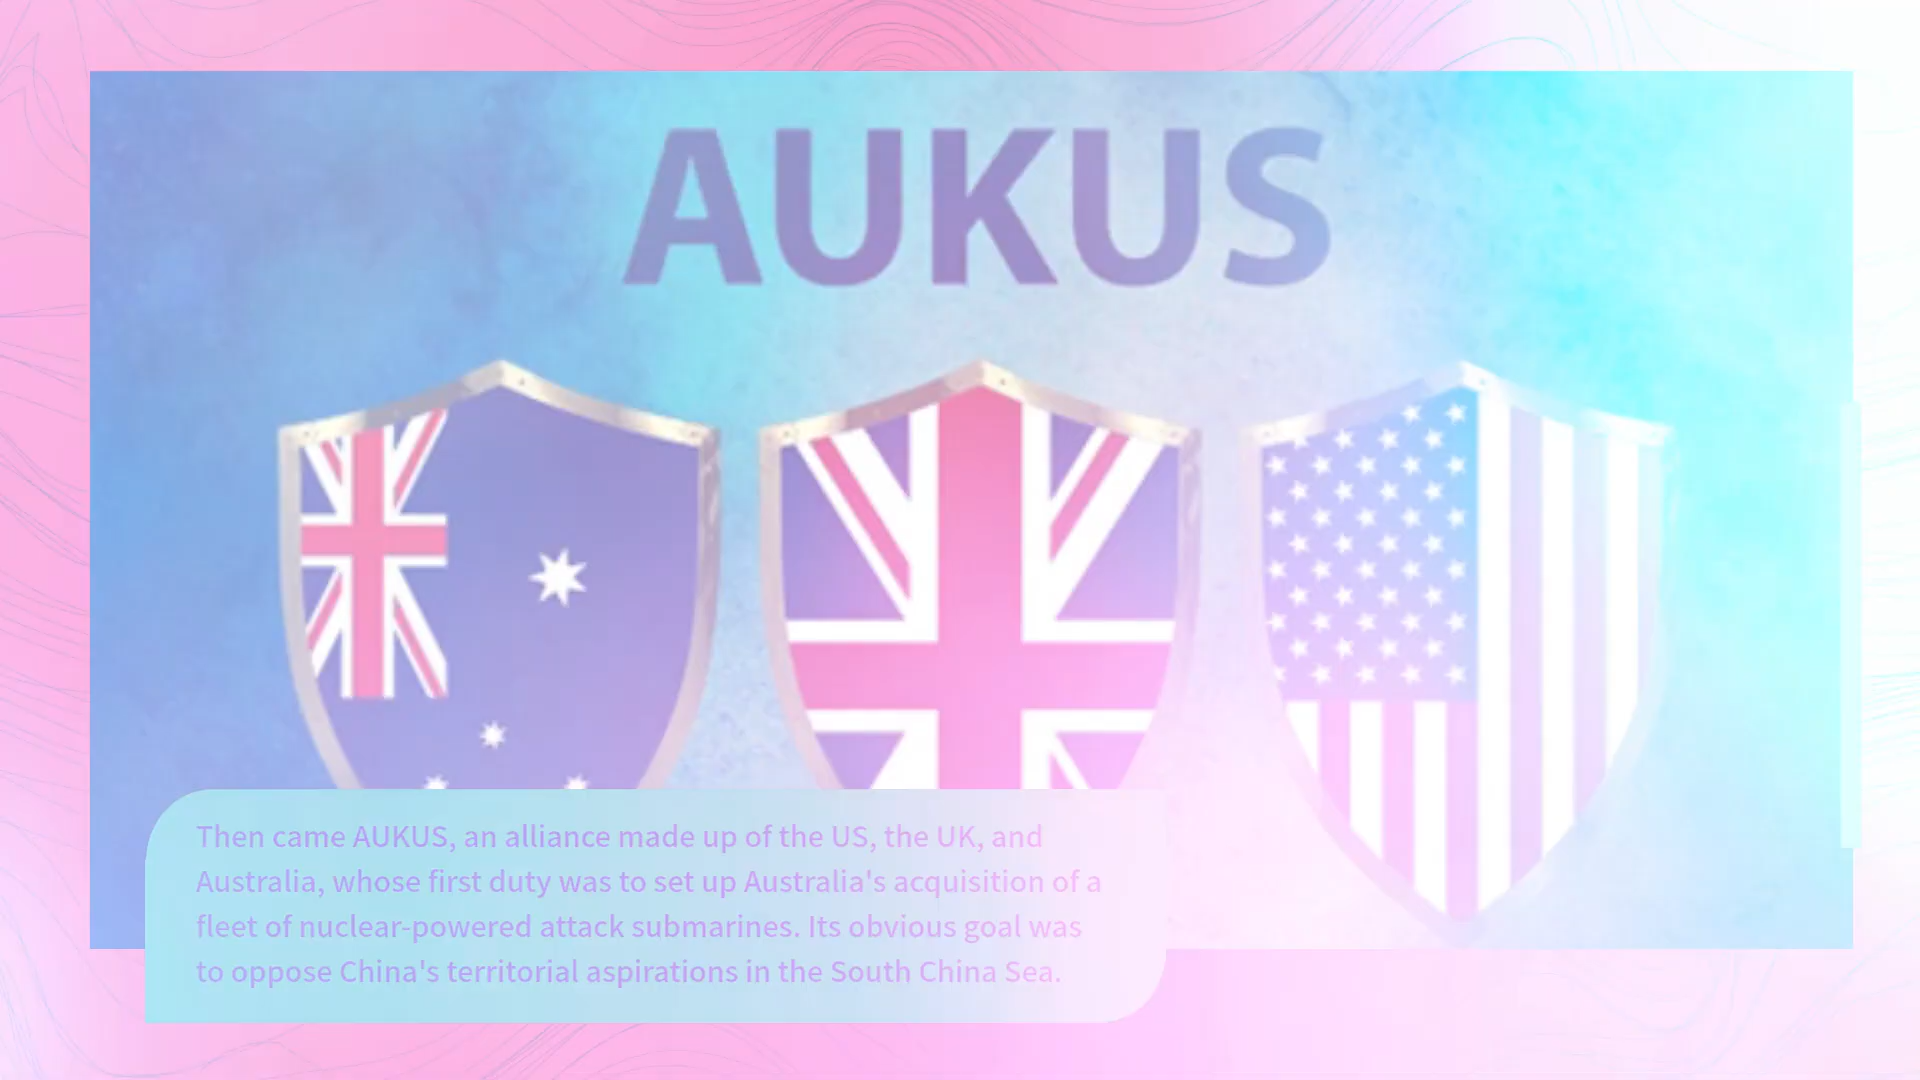 AUKUS
Then came AUKUS, an alliance made up of the US, the UK, and
Australia, whose first duty was to set up Australia's acquisition of a
fleet of nuclear-powered attack submarines. Its obvious goal was
to oppose China's territorial aspirations in the South China Sea.